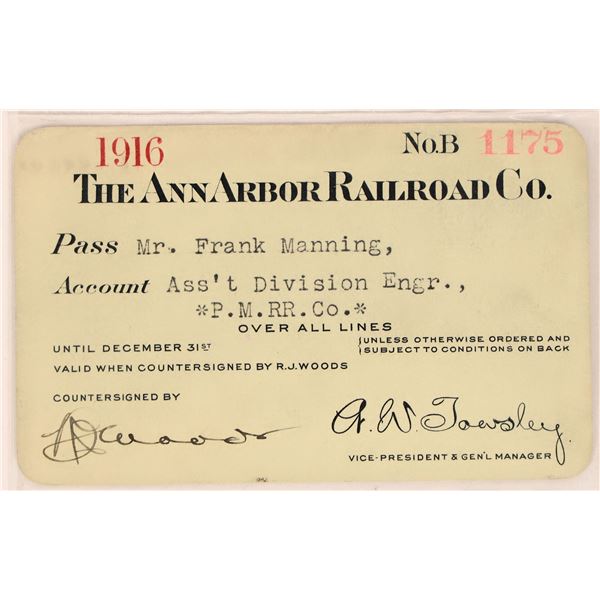 1916 No.B 1175
THE ANN ARBOR RAILROAD CO.
Pass Mr. Frank Manning,
Account Ass't Division Engr.,
*P.M.RR.Co.*
OVER ALL LINES
UNTIL DECEMBER 31ST {UNLESS OTHERWISE ORDERED AND
SUBJECT TO CONDITIONS ON BACK
VALID WHEN COUNTERSIGNED BY R.J.WOODS
COUNTERSIGNED BY
RJWoods A.W.Towsley.
VICE-PRESIDENT & GEN'L MANAGER